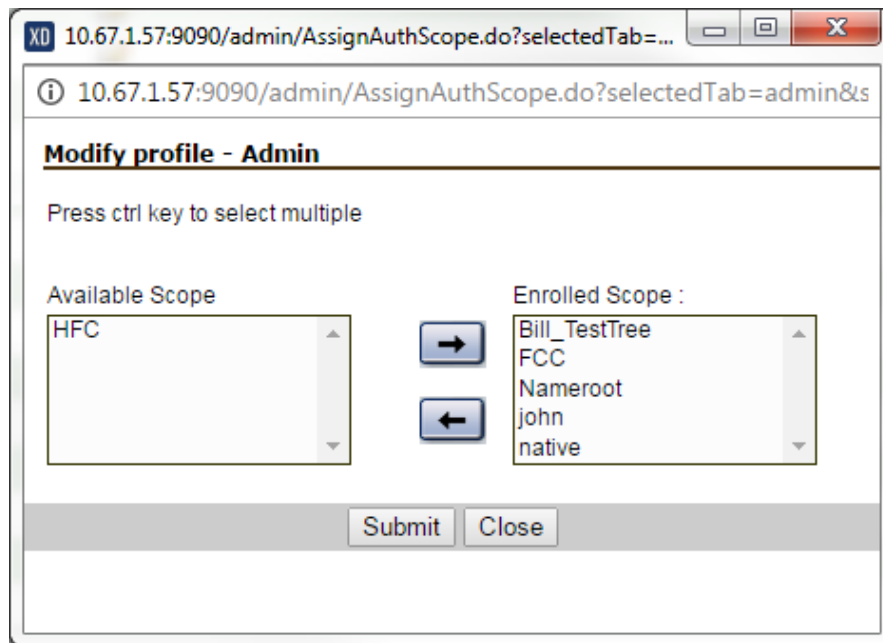 XD 10.67.1.57:9090/admin/AssignAuthScope.do?selectedTab=...
10.67.1.57:9090/admin/AssignAuthScope.do?selectedTab=admin&s
Modify profile - Admin
Press ctrl key to select multiple
Available Scope
HFC
Enrolled Scope :
Bill_TestTree
FCC
Nameroot
john
native
Submit Close